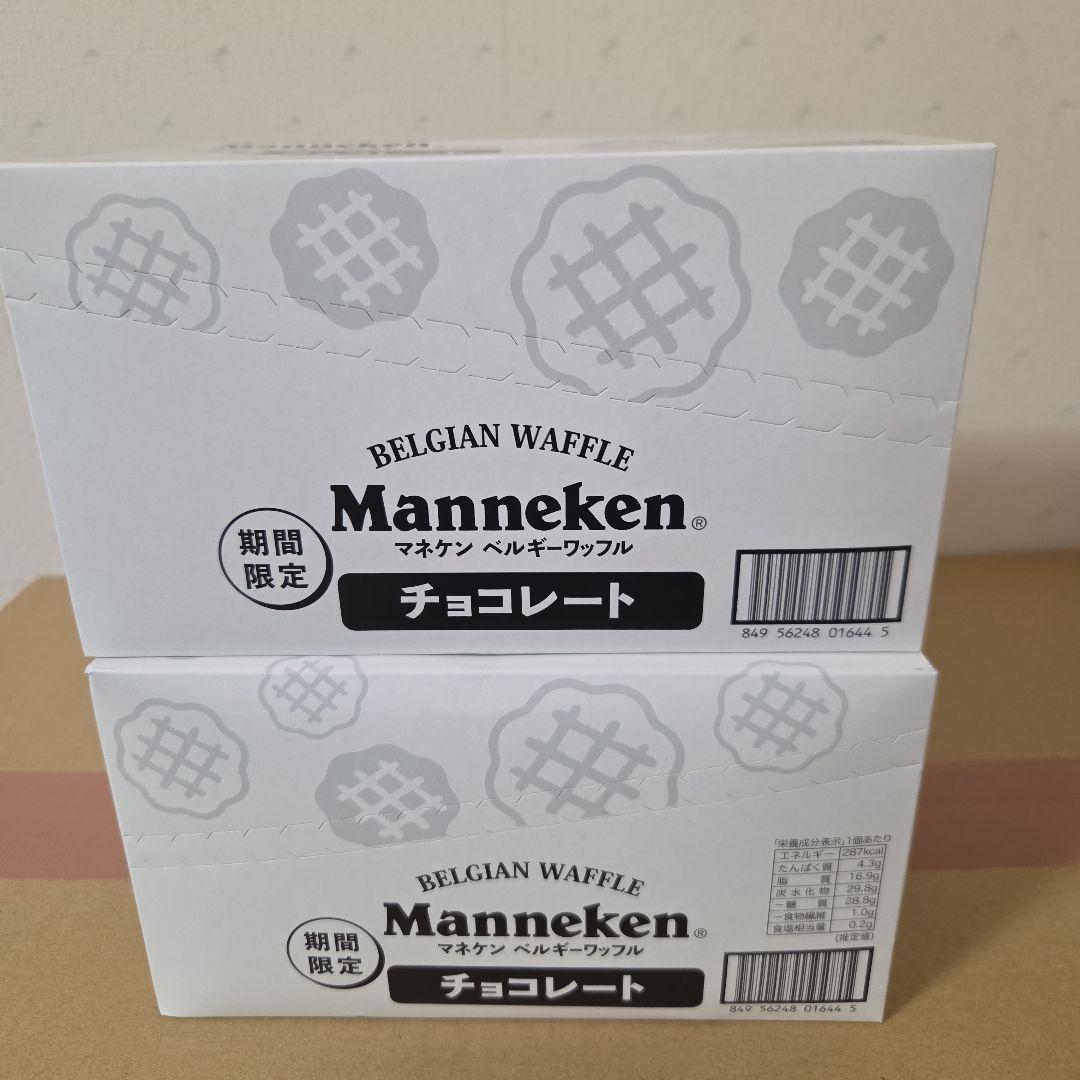 Manneken
BELGIAN WAFFLE
Manneken®
マネケン ベルギーワッフル
期間
限定
チョコレート
849 56248 01644 5
「栄養成分表示」1個あたり
エネルギー 287kcal
たんぱく質 4.3g
脂質 16.9g
炭水化物 29.8g
－糖質 28.8g
－食物繊維 1.0g
食塩相当量 0.2g
(推定値)
BELGIAN WAFFLE
Manneken®
マネケン ベルギーワッフル
期間
限定
チョコレート
849 56248 01644 5